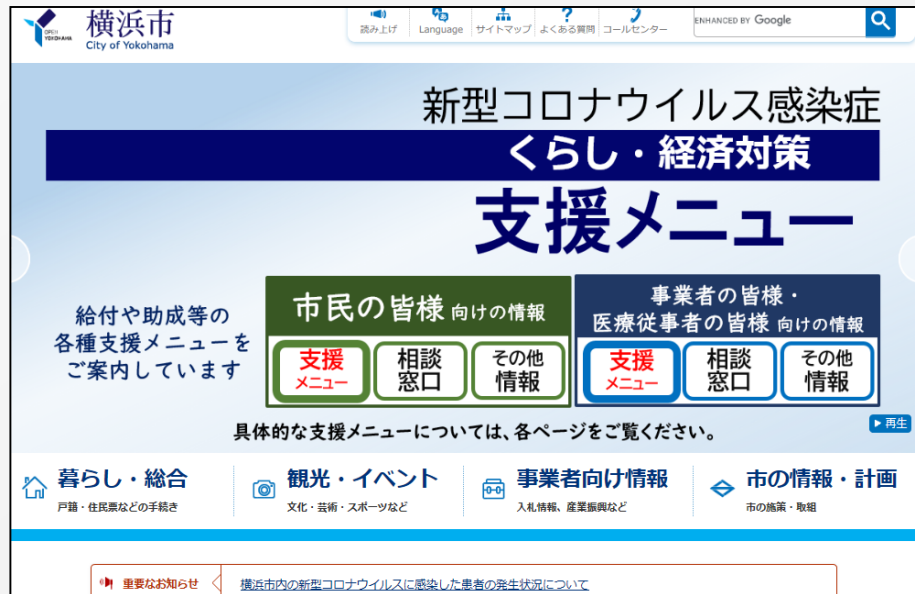 OPEN
YOKOHAMA
横浜市
City of Yokohama
読み上げ
Language
サイトマップ
よくある質問
コールセンター
ENHANCED BY Google
新型コロナウイルス感染症
くらし・経済対策
支援メニュー
給付や助成等の
各種支援メニューを
ご案内しています
市民の皆様 向けの情報
支援
メニュー
相談
窓口
その他
情報
事業者の皆様・
医療従事者の皆様 向けの情報
支援
メニュー
相談
窓口
その他
情報
具体的な支援メニューについては、各ページをご覧ください。
再生
暮らし・総合
戸籍・住民票などの手続き
観光・イベント
文化・芸術・スポーツなど
事業者向け情報
入札情報、産業振興など
市の情報・計画
市の施策・取組
重要なお知らせ
横浜市内の新型コロナウイルスに感染した患者の発生状況について